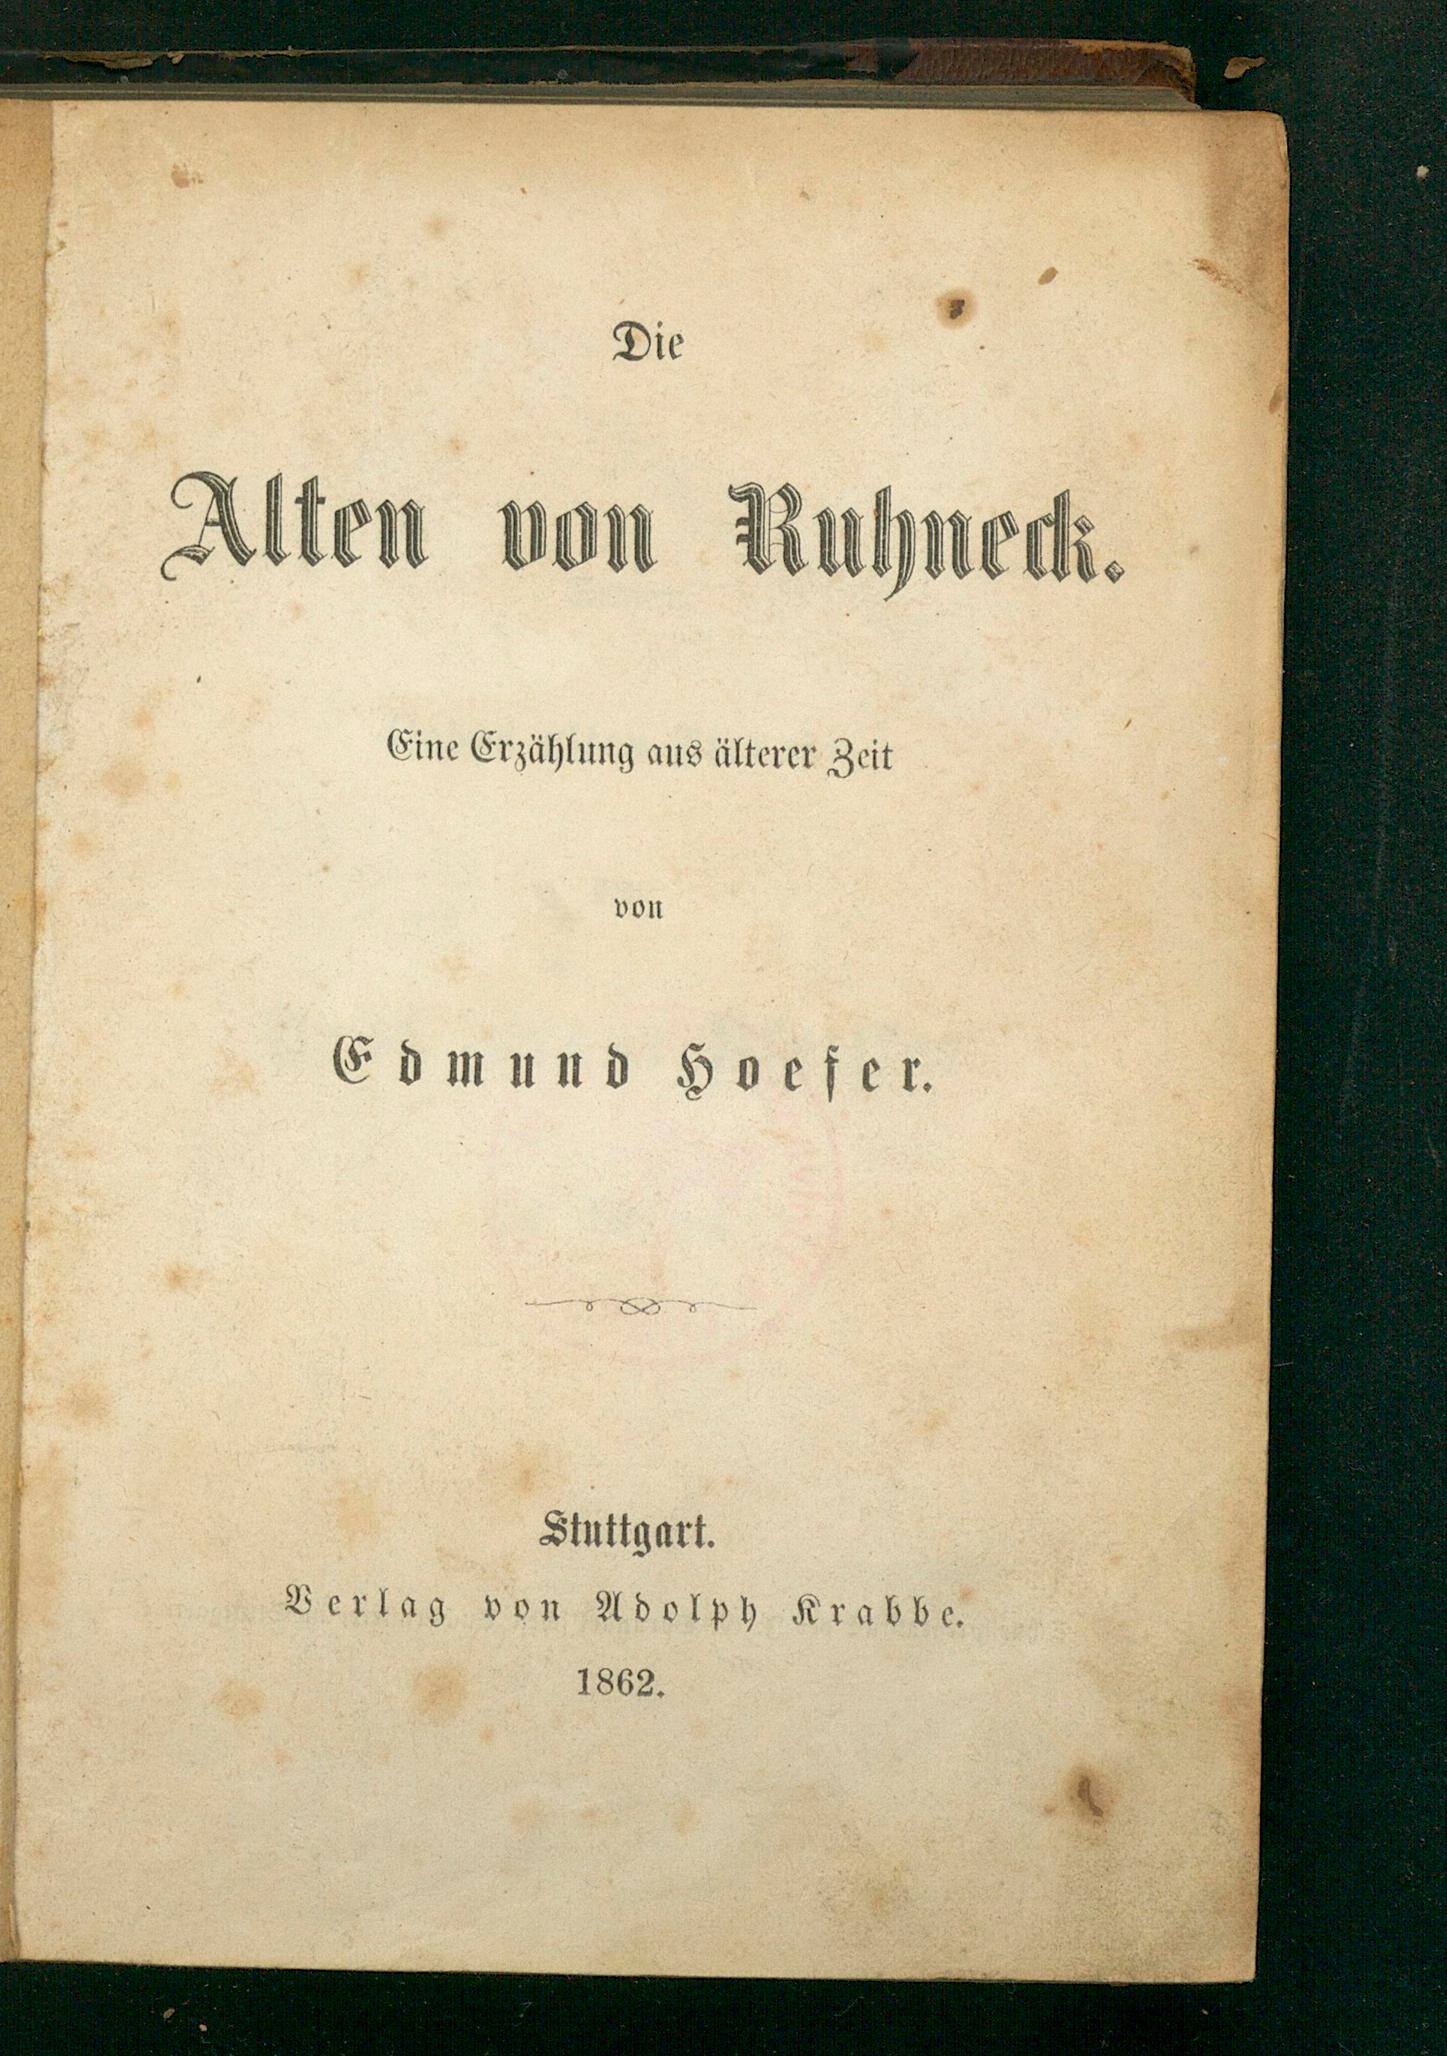 Die
Alten von Ruhneck.
Eine Erzählung aus älterer Zeit
von
Edmund Hoefer.
Stuttgart.
Verlag von Adolph Krabbe.
1862.